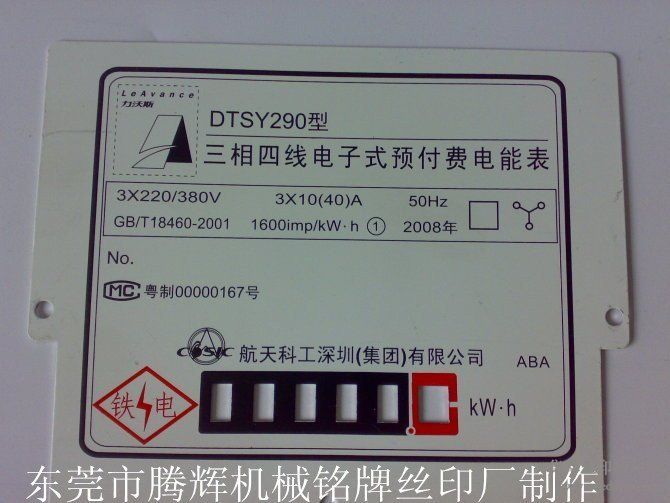 LeAvance
力沃斯
DTSY290型
三相四线电子式预付费电能表
3X220/380V 3X10(40)A 50Hz
GB/T18460-2001 1600imp/kW·h ① 2008年
No.
MC 粤制00000167号
航天科工深圳(集团)有限公司 ABA
铁 电
kW·h
东莞市腾辉机械铭牌丝印厂制作